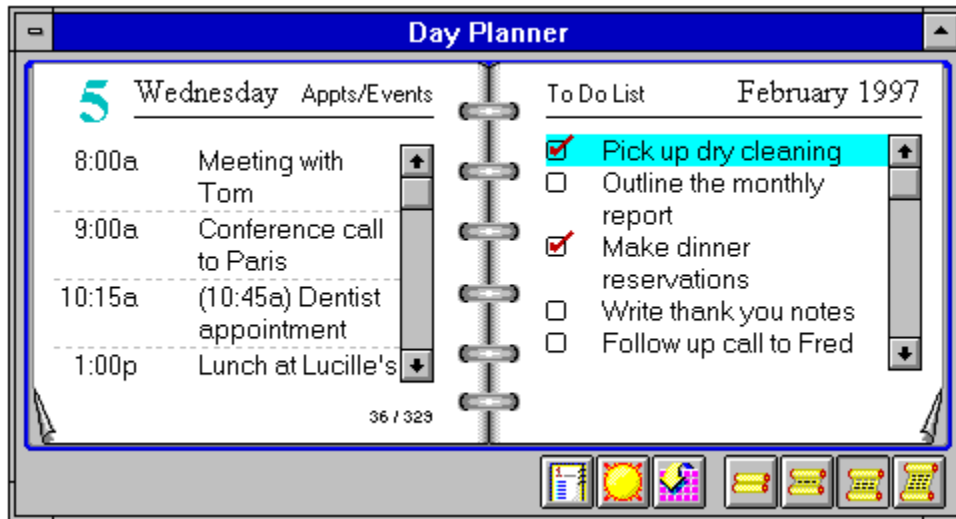 Day Planner
5 Wednesday Appts/Events
8:00a Meeting with
Tom
9:00a Conference call
to Paris
10:15a (10:45a) Dentist
appointment
1:00p Lunch at Lucille's
36 / 329
To Do List February 1997
Pick up dry cleaning
Outline the monthly
report
Make dinner
reservations
Write thank you notes
Follow up call to Fred